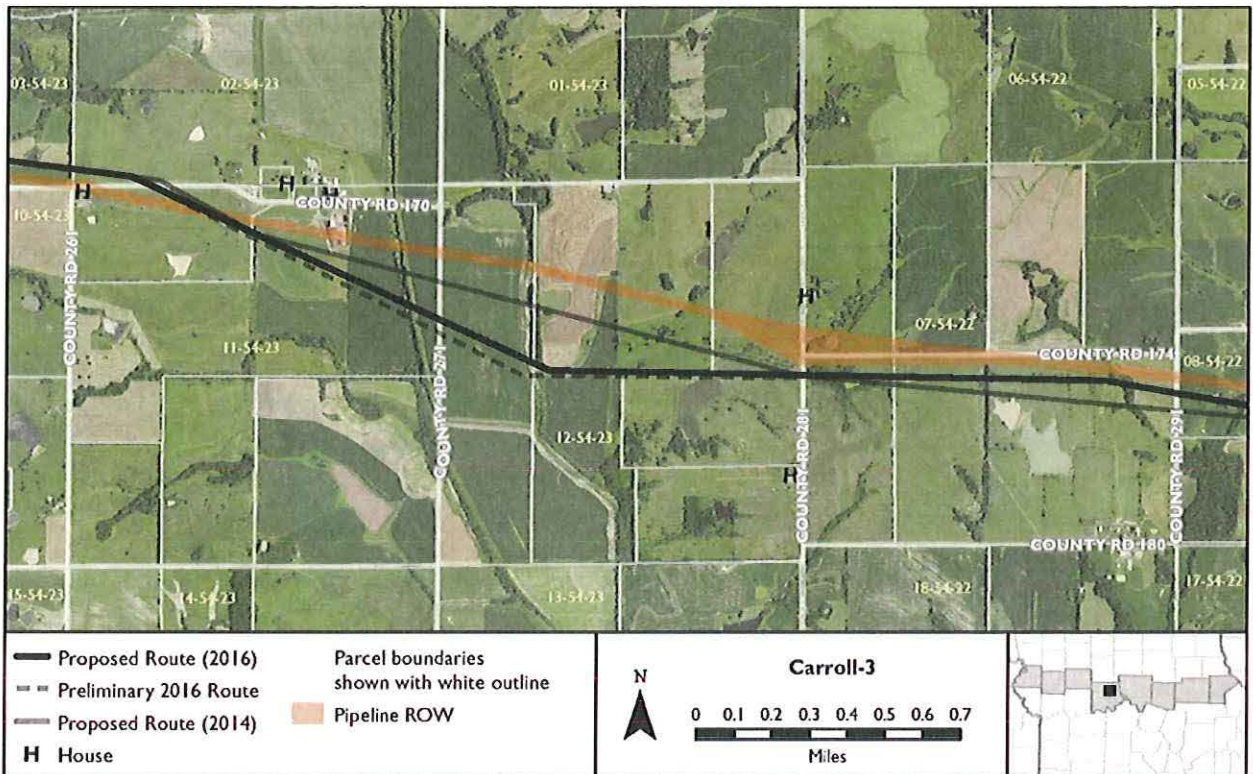 03-54-23
02-54-23
01-54-23
06-54-22
05-54-22
H
H
H
COUNTY RD 170
10-54-23
COUNTY RD 261
H
07-54-22
COUNTY RD 174
08-54-22
11-54-23
COUNTY RD 271
12-54-23
COUNTY RD 281
H
COUNTY RD 291
COUNTY RD 180
15-54-23
14-54-23
13-54-23
18-54-22
17-54-22
Proposed Route (2016)
Preliminary 2016 Route
Proposed Route (2014)
H House
Parcel boundaries
shown with white outline
Pipeline ROW
N
Carroll-3
0 0.1 0.2 0.3 0.4 0.5 0.6 0.7
Miles